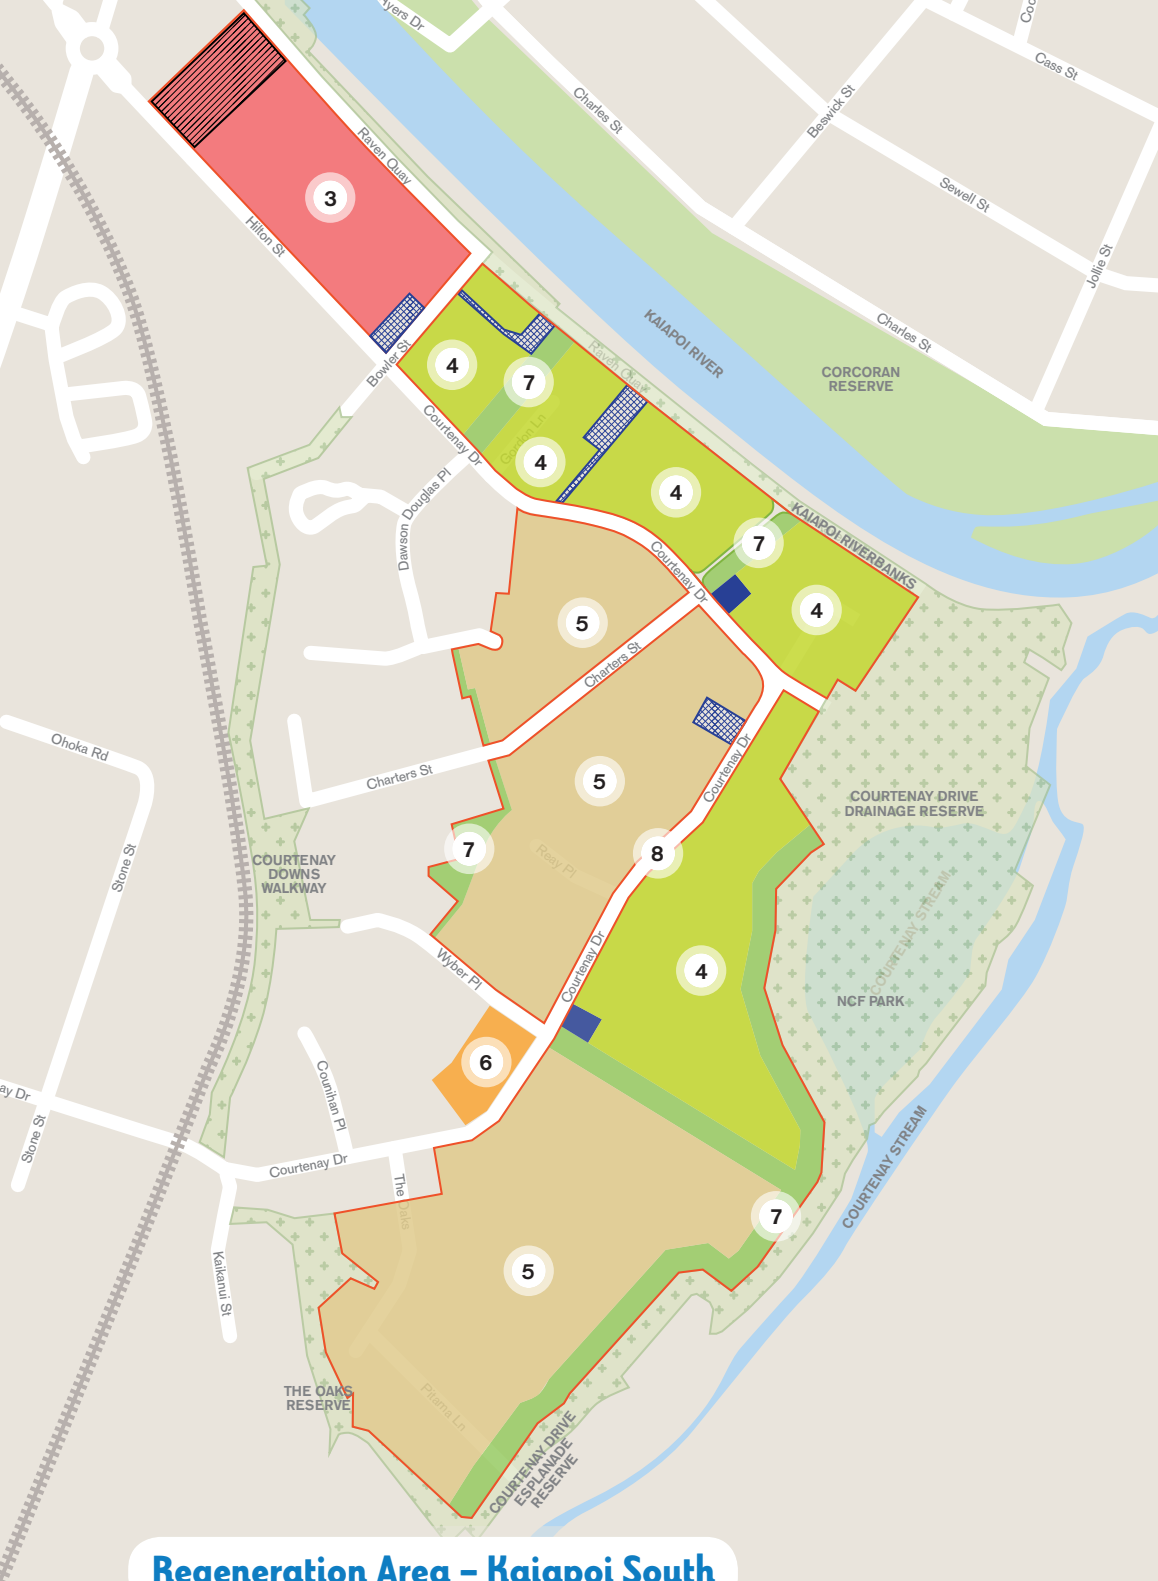 Ayers Dr
Coo
Cass St
Charles St
Beswick St
Raven Quay
Sewell St
3
Hilton St
Jollie St
KAIAPOI RIVER
Charles St
Raven Quay
Bowler St
4
7
CORCORAN
RESERVE
Courtenay Dr
Gordon Ln
4
4
Douglas Pl
Dawson
KAIAPOI RIVERBANKS
7
Courtenay Dr
4
5
Charters St
Ohoka Rd
Charters St
5
Courtenay Dr
COURTENAY DRIVE
DRAINAGE RESERVE
7
Reay Pl
8
Stone St
COURTENAY
DOWNS
WALKWAY
COURTENAY STREAM
Wyber Pl
Courtenay Dr
4
NCF PARK
6
Counihan Pl
ay Dr
Stone St
Courtenay Dr
The Oaks
COURTENAY STREAM
7
Kaikanui St
5
THE OAKS
RESERVE
Pitama Ln
COURTENAY DRIVE
ESPLANADE
RESERVE
Regeneration Area – Kaiapoi South